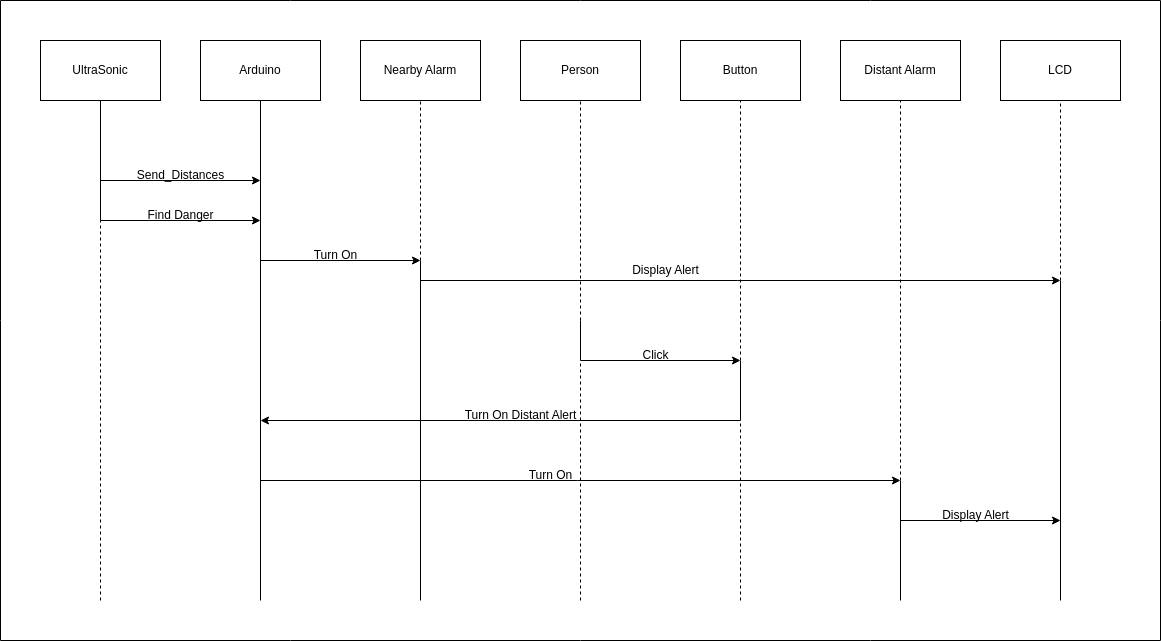 UltraSonic
Arduino
Nearby Alarm
Person
Button
Distant Alarm
LCD
Send_Distances
Find Danger
Turn On
Display Alert
Click
Turn On Distant Alert
Turn On
Display Alert